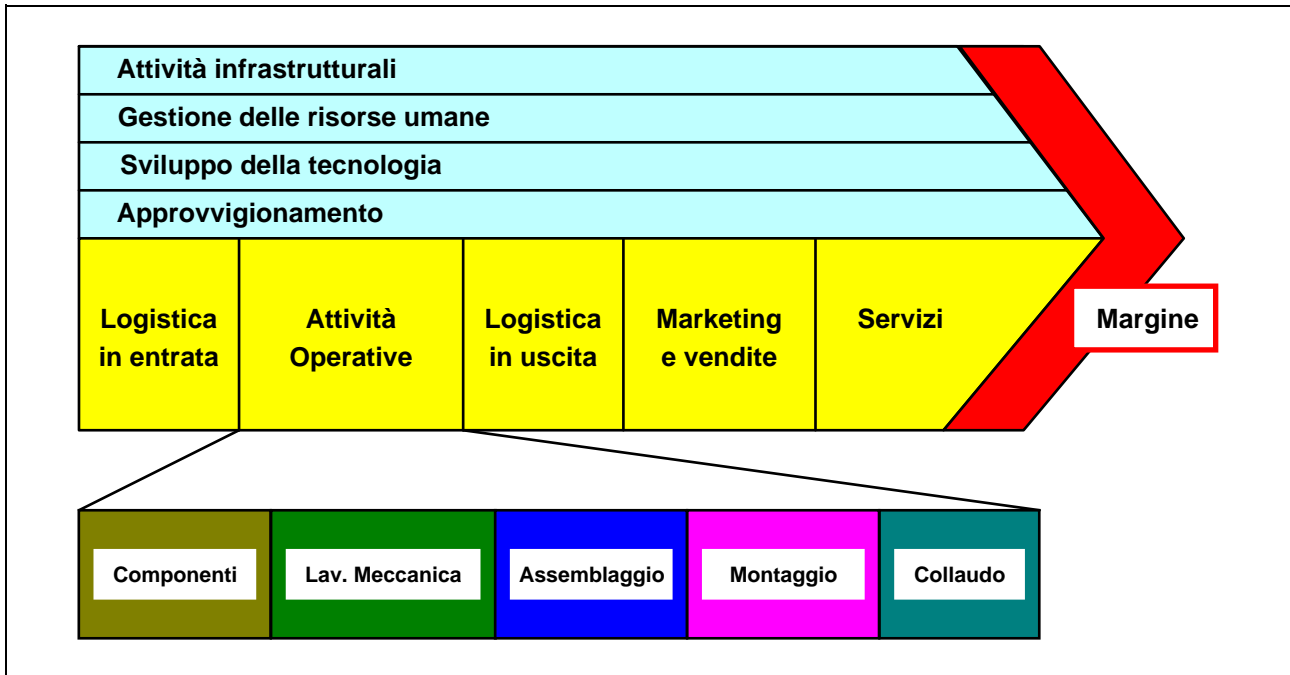 Attività infrastrutturali
Gestione delle risorse umane
Sviluppo della tecnologia
Approvvigionamento
Logistica
in entrata
Attività
Operative
Logistica
in uscita
Marketing
e vendite
Servizi
Margine
Componenti
Lav. Meccanica
Assemblaggio
Montaggio
Collaudo